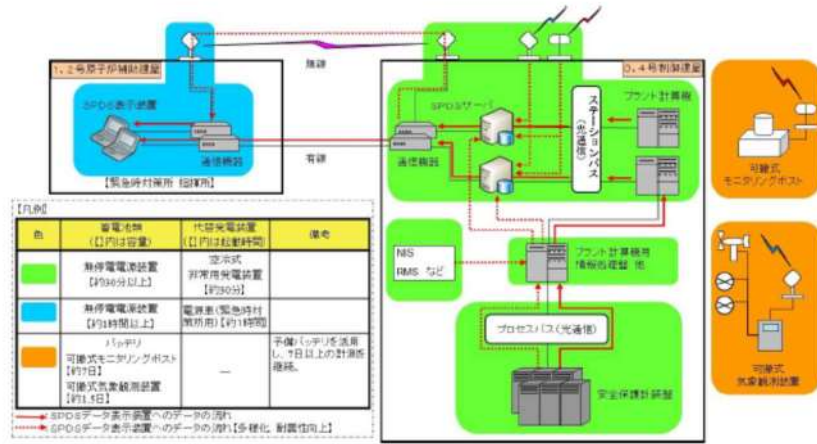 1，2号原子炉補助建屋
SPDS表示装置
通信機器
【緊急時対策所 指揮所】
無線
有線
3，4号制御建屋
SPDSサーバ
通信機器
ステーションバス
（光通信）
プラント計算機
NIS
RMS など
プラント計算機用
情報処理盤 他
プロセスバス（光通信）
安全保護計装盤
可搬式
モニタリングポスト
可搬式
気象観測装置
【凡例】
色
蓄電池類
（【】内は容量）
代替発電装置
（【】内は起動時間）
備考
無停電電源装置
【約30分以上】
空冷式
非常用発電装置
【約30分】
無停電電源装置
【約1時間以上】
電源車（緊急時対
策所用）【約1時間】
バッテリ
可搬式モニタリングポスト
【約7日】
可搬式気象観測装置
【約1.5日】
―
予備バッテリを活用
し、7日以上の計測を
継続。
：SPDSデータ表示装置へのデータの流れ
：SPDSデータ表示装置へのデータの流れ【多様化、耐震性向上】